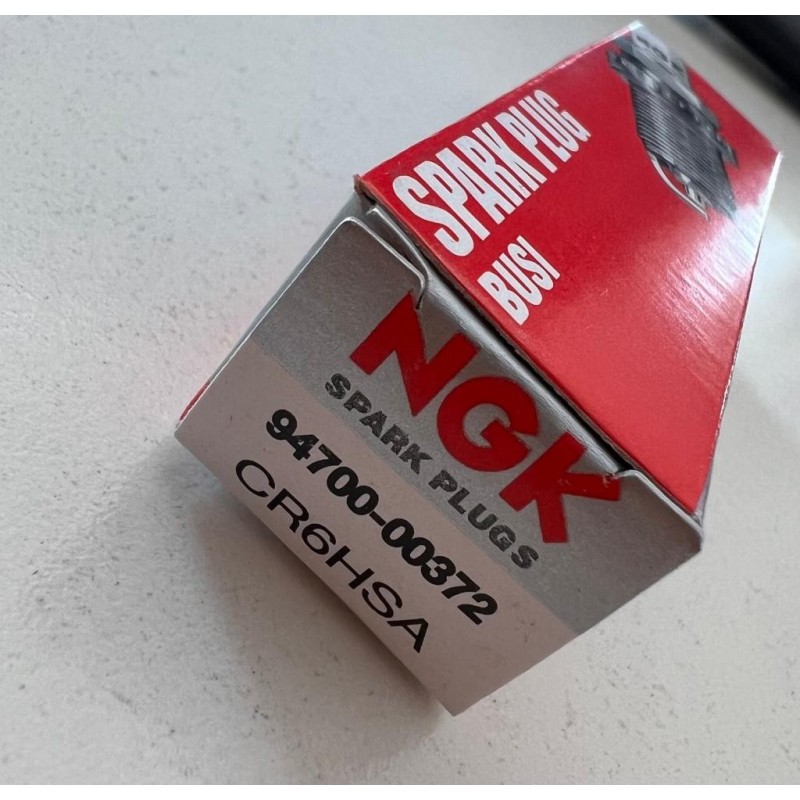 SPARK PLUG
BUSI
NGK
SPARK PLUGS
94700-00372
CR6HSA